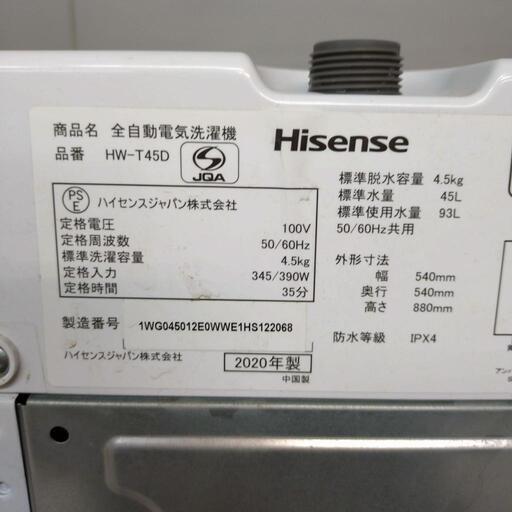 商品名 全自動電気洗濯機
品番 HW-T45D
JQA
Hisense
PS
E
ハイセンスジャパン株式会社
定格電圧 100V
定格周波数 50/60Hz
標準洗濯容量 4.5kg
定格入力 345/390W
定格時間 35分
製造番号 1WG045012E0WWE1HS122068
ハイセンスジャパン株式会社
2020年製
中国製
標準脱水容量 4.5kg
標準水量 45L
標準使用水量 93L
50/60Hz共用
外形寸法
幅 540mm
奥行 540mm
高さ 880mm
防水等級 IPX4